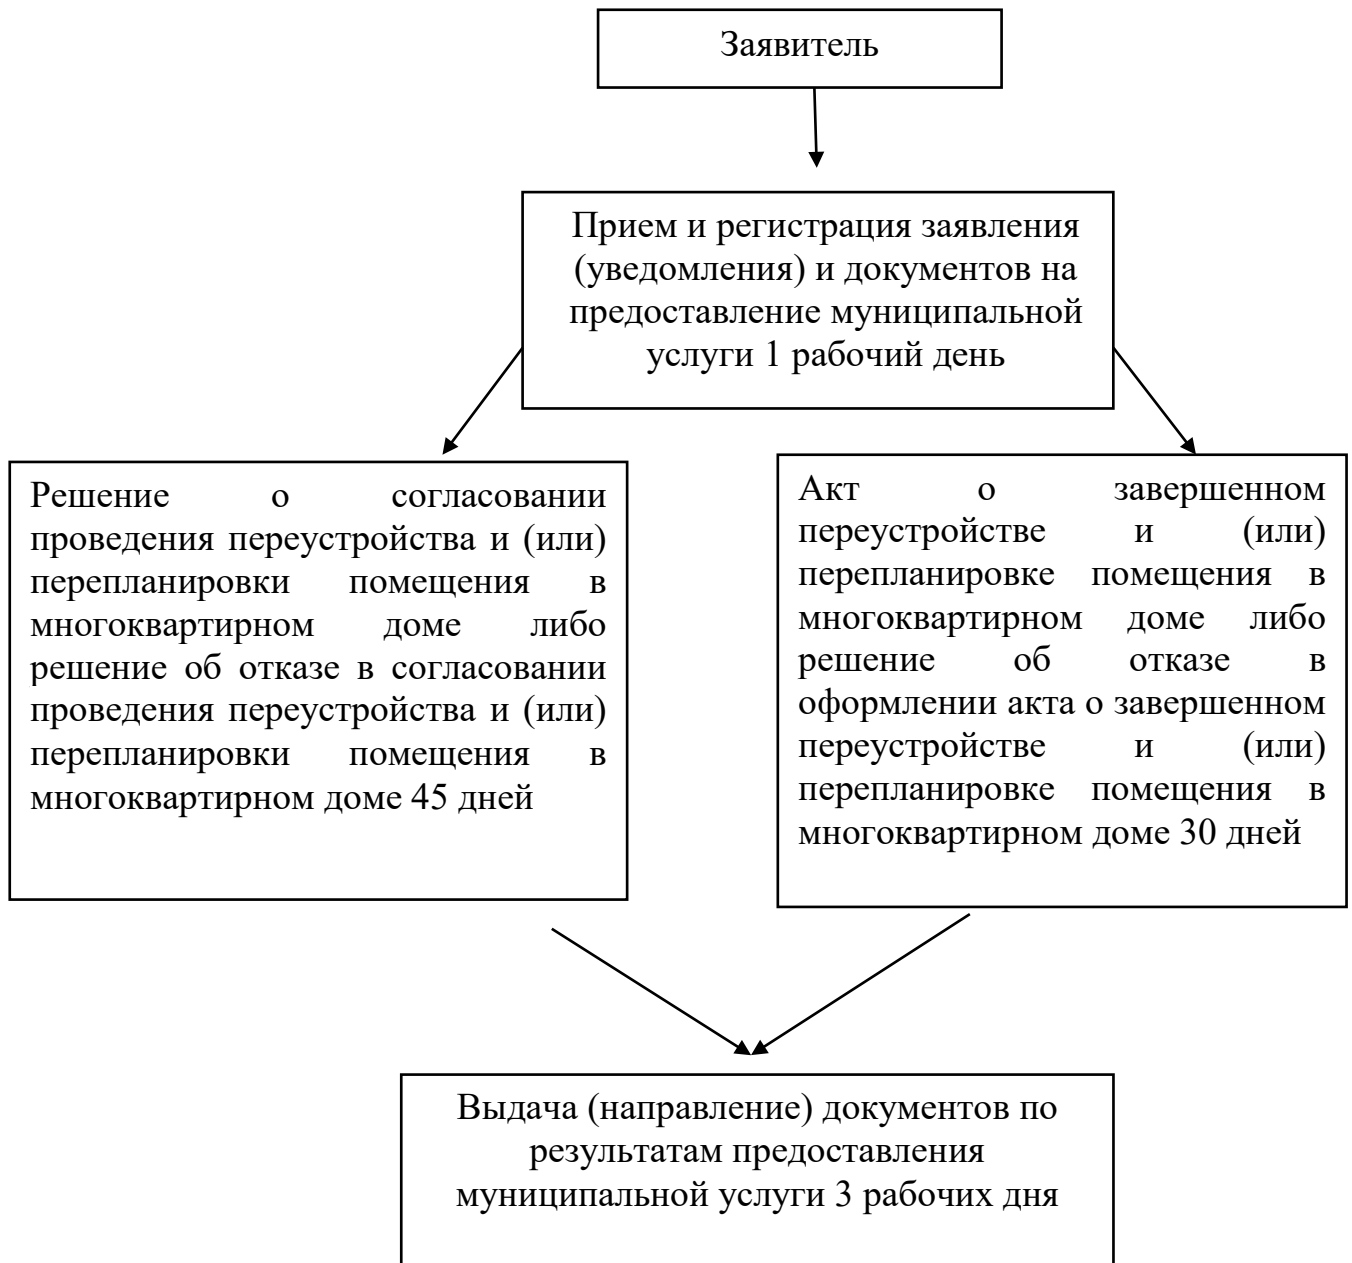 Заявитель
Прием и регистрация заявления
(уведомления) и документов на
предоставление муниципальной
услуги 1 рабочий день
Решение о согласовании
проведения переустройства и (или)
перепланировки помещения в
многоквартирном доме либо
решение об отказе в согласовании
проведения переустройства и (или)
перепланировки помещения в
многоквартирном доме 45 дней
Акт о завершенном
переустройстве и (или)
перепланировке помещения в
многоквартирном доме либо
решение об отказе в
оформлении акта о завершенном
переустройстве и (или)
перепланировке помещения в
многоквартирном доме 30 дней
Выдача (направление) документов по
результатам предоставления
муниципальной услуги 3 рабочих дня